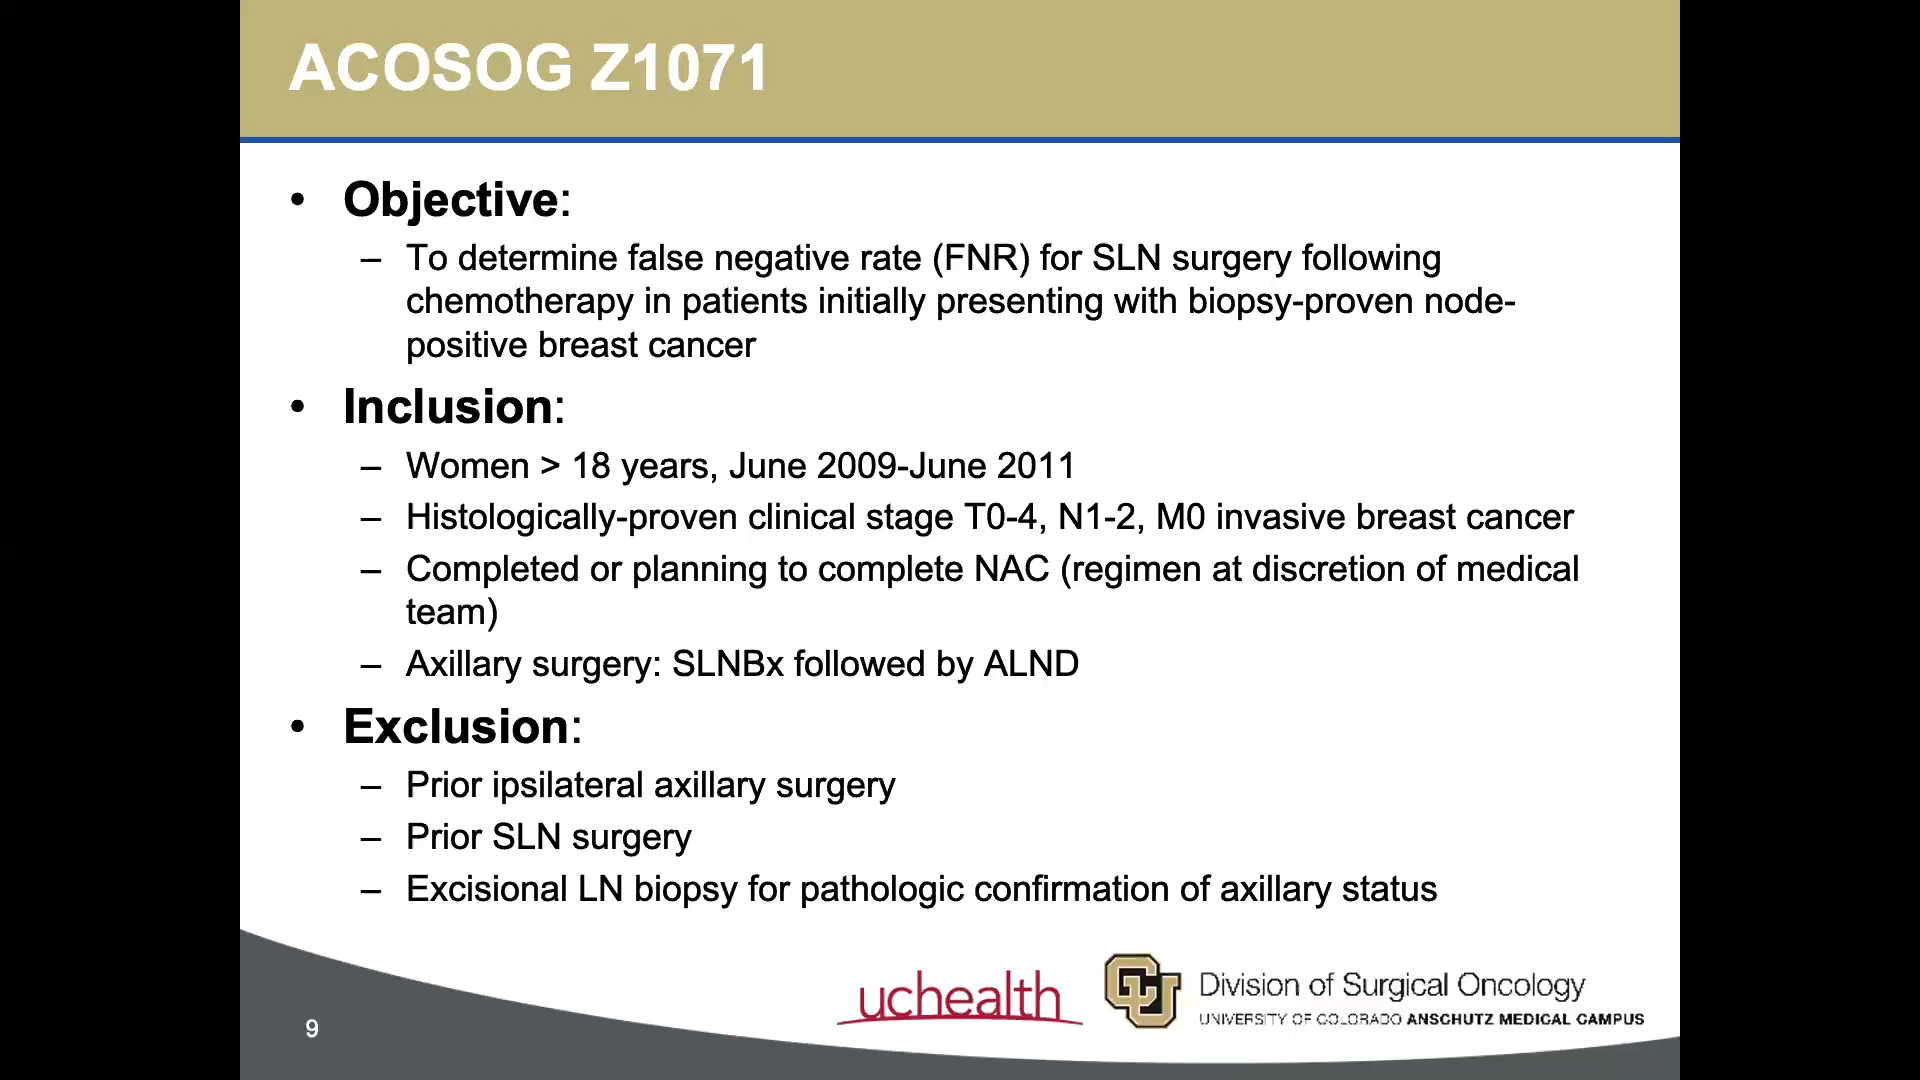 ACOSOG Z1071
• Objective:
– To determine false negative rate (FNR) for SLN surgery following
chemotherapy in patients initially presenting with biopsy-proven node-
positive breast cancer
• Inclusion:
– Women > 18 years, June 2009-June 2011
– Histologically-proven clinical stage T0-4, N1-2, M0 invasive breast cancer
– Completed or planning to complete NAC (regimen at discretion of medical
team)
– Axillary surgery: SLNBx followed by ALND
• Exclusion:
– Prior ipsilateral axillary surgery
– Prior SLN surgery
– Excisional LN biopsy for pathologic confirmation of axillary status
9
uchealth
CU
Division of Surgical Oncology
UNIVERSITY OF COLORADO ANSCHUTZ MEDICAL CAMPUS